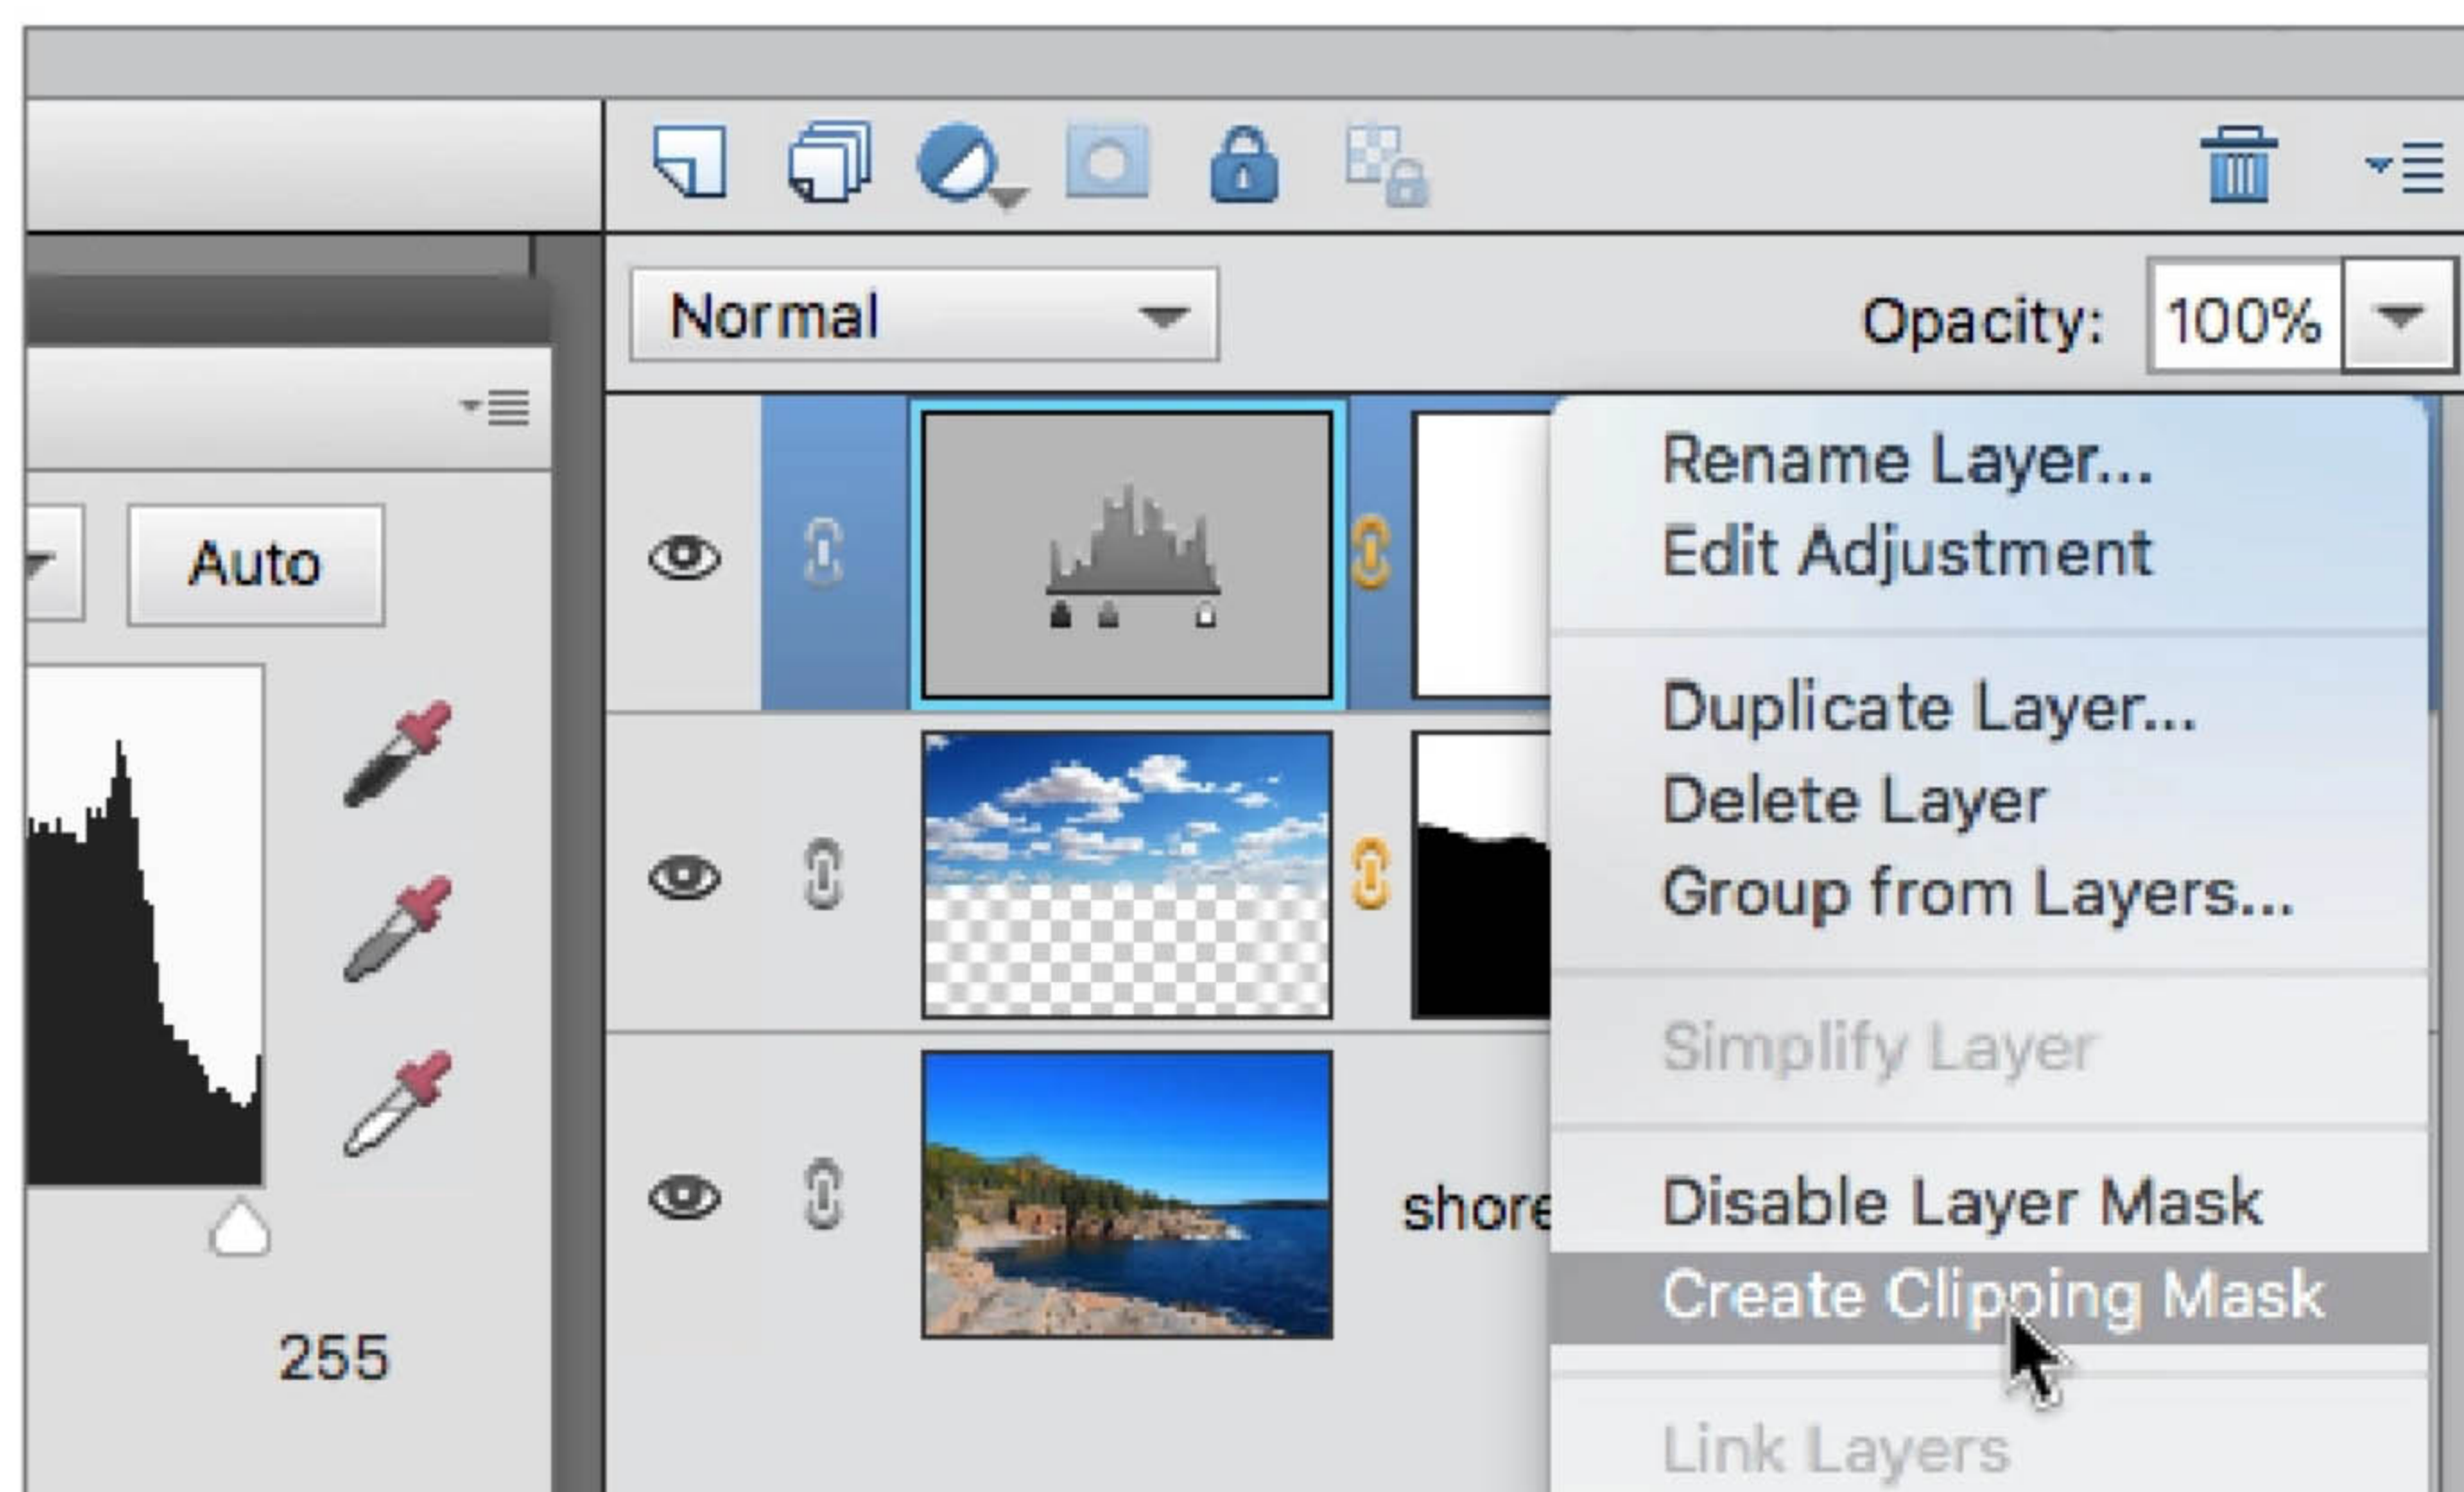 Normal
Opacity: 100%
Auto
255
shore
Rename Layer...
Edit Adjustment
Duplicate Layer...
Delete Layer
Group from Layers...
Simplify Layer
Disable Layer Mask
Create Clipping Mask
Link Layers